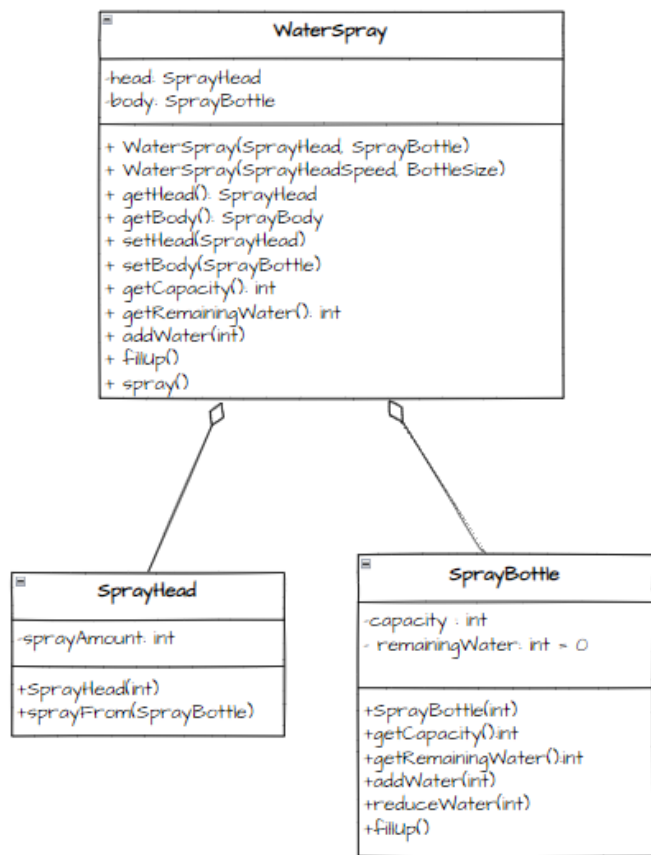 WaterSpray
-head: SprayHead
-body: SprayBottle
+ WaterSpray(SprayHead, SprayBottle)
+ WaterSpray(SprayHeadSpeed, BottleSize)
+ getHead(): SprayHead
+ getBody(): SprayBody
+ setHead(SprayHead)
+ setBody(SprayBottle)
+ getCapacity(): int
+ getRemainingWater(): int
+ addWater(int)
+ fillUp()
+ spray()
SprayHead
-sprayAmount: int
+SprayHead(int)
+sprayFrom(SprayBottle)
SprayBottle
-capacity : int
- remainingWater: int = 0
+SprayBottle(int)
+getCapacity():int
+getRemainingWater():int
+addWater(int)
+reduceWater(int)
+fillUp()